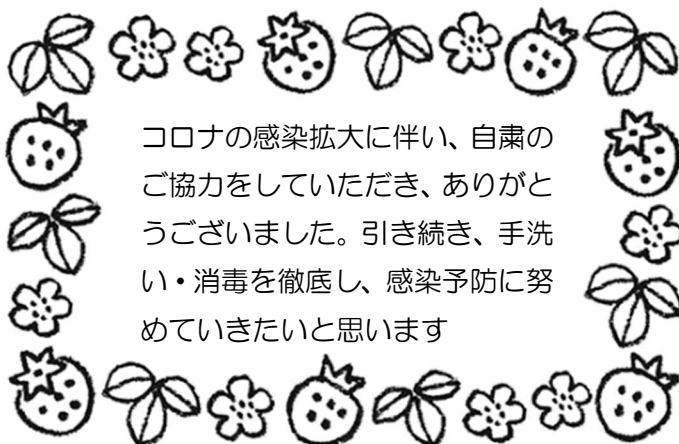 コロナの感染拡大に伴い、自粛の
ご協力をしていただき、ありがと
うございました。引き続き、手洗
い・消毒を徹底し、感染予防に努
めていきたいと思います